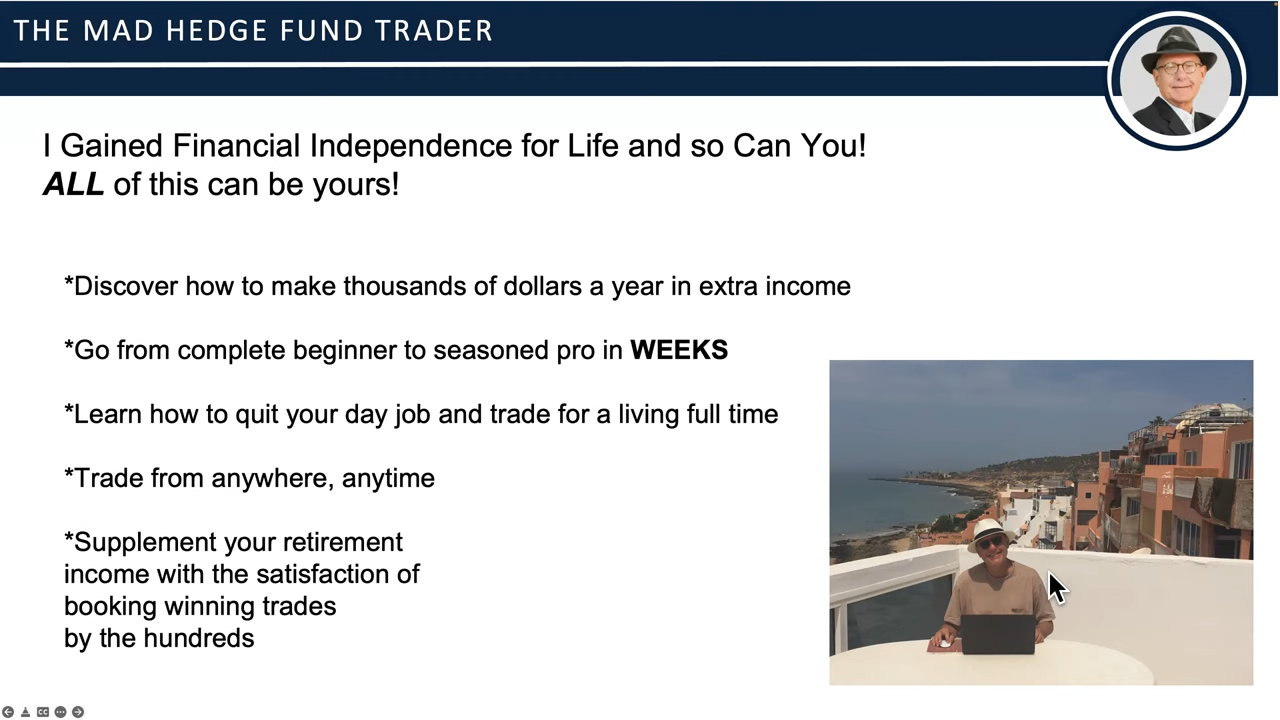 THE MAD HEDGE FUND TRADER
I Gained Financial Independence for Life and so Can You!
ALL of this can be yours!
*Discover how to make thousands of dollars a year in extra income
*Go from complete beginner to seasoned pro in WEEKS
*Learn how to quit your day job and trade for a living full time
*Trade from anywhere, anytime
*Supplement your retirement
income with the satisfaction of
booking winning trades
by the hundreds
CC